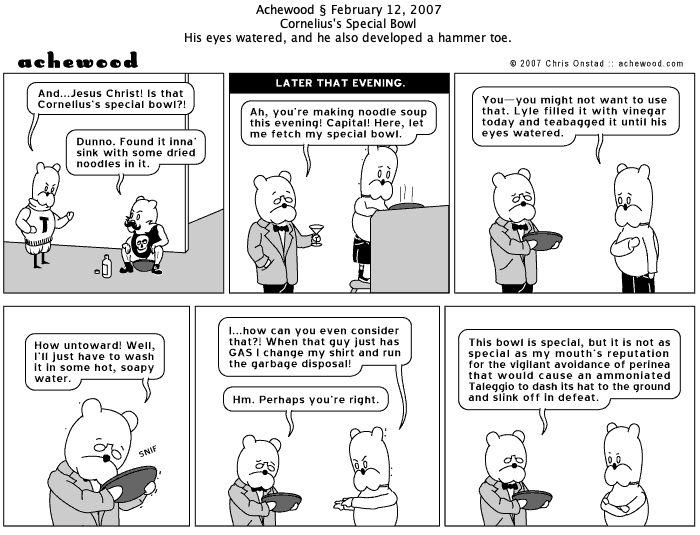 Achewood § February 12, 2007
Cornelius's Special Bowl
His eyes watered, and he also developed a hammer toe.
achewood
© 2007 Chris Onstad :: achewood.com
And...Jesus Christ! Is that
Cornelius's special bowl?!
Dunno. Found it inna'
sink with some dried
noodles in it.
T
LATER THAT EVENING.
Ah, you're making noodle soup
this evening! Capital! Here, let
me fetch my special bowl.
You—you might not want to use
that. Lyle filled it with vinegar
today and teabagged it until his
eyes watered.
How untoward! Well,
I'll just have to wash
it in some hot, soapy
water.
SNIF
I...how can you even consider
that?! When that guy just has
GAS I change my shirt and run
the garbage disposal!
Hm. Perhaps you're right.
This bowl is special, but it is not as
special as my mouth's reputation
for the vigilant avoidance of perinea
that would cause an ammoniated
Taleggio to dash its hat to the ground
and slink off in defeat.